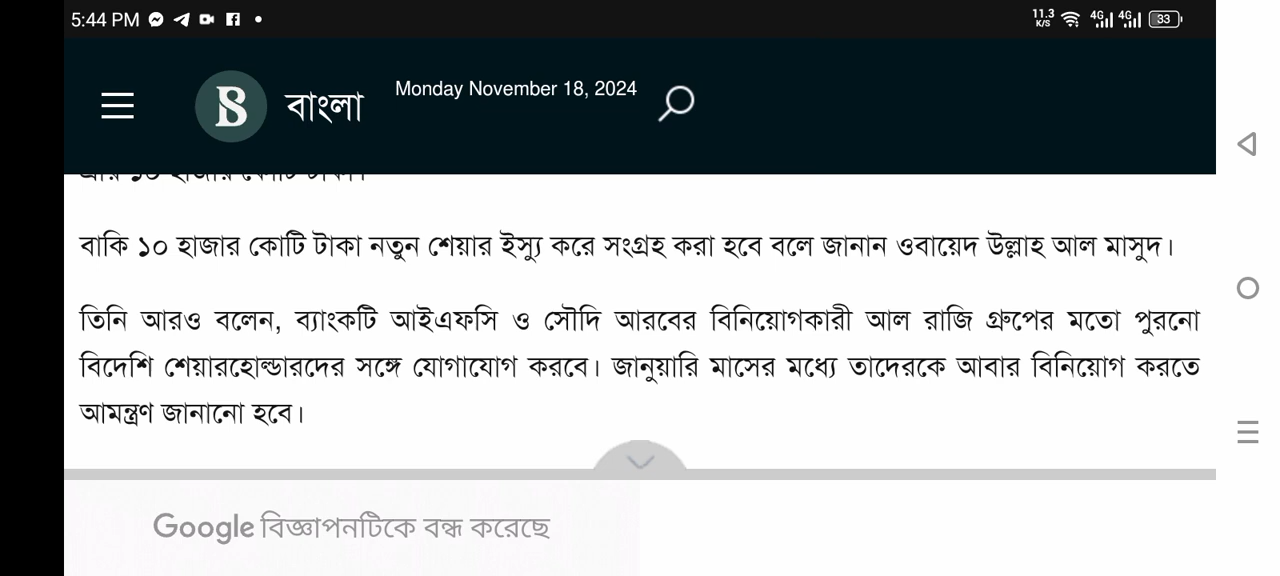 5:44 PM
11.3 K/S 4G 4G 33
বাংলা
Monday November 18, 2024
বাকি ১০ হাজার কোটি টাকা নতুন শেয়ার ইস্যু করে সংগ্রহ করা হবে বলে জানান ওবায়েদ উল্লাহ আল মাসুদ।
তিনি আরও বলেন, ব্যাংকটি আইএফসি ও সৌদি আরবের বিনিয়োগকারী আল রাজি গ্রুপের মতো পুরনো
বিদেশি শেয়ারহোল্ডারদের সঙ্গে যোগাযোগ করবে। জানুয়ারি মাসের মধ্যে তাদেরকে আবার বিনিয়োগ করতে
আমন্ত্রণ জানানো হবে।
Google বিজ্ঞাপনটিকে বন্ধ করেছে